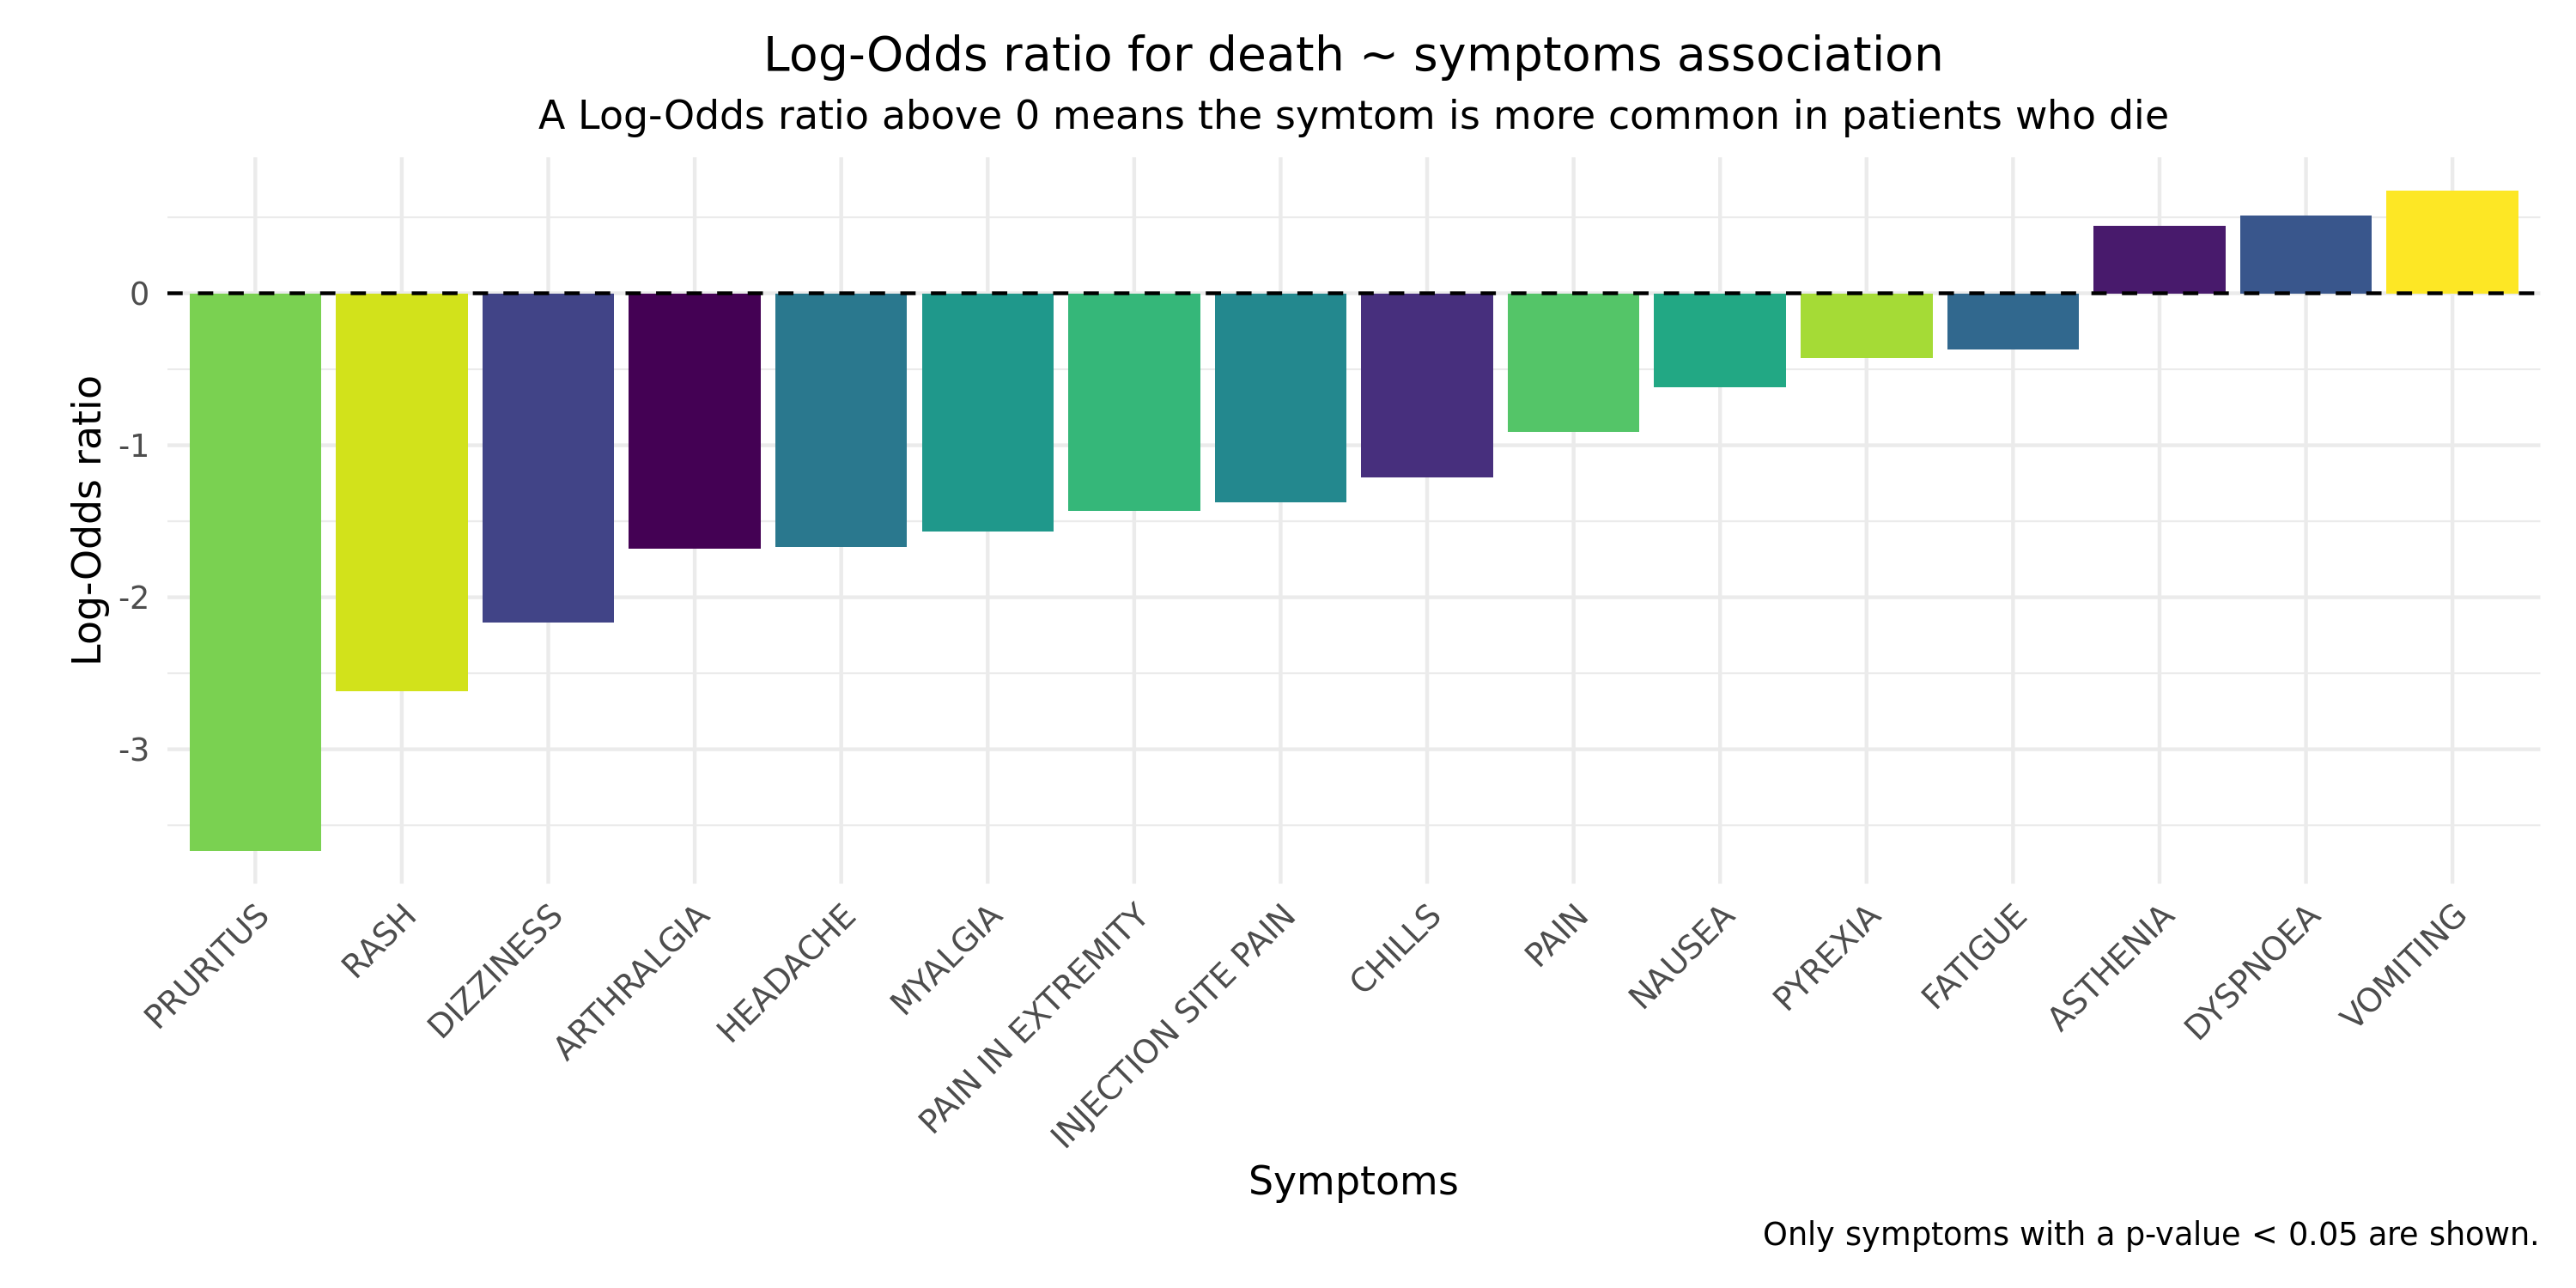 Log-Odds ratio for death ~ symptoms association
A Log-Odds ratio above 0 means the symtom is more common in patients who die
Log-Odds ratio
0
-1
-2
-3
PRURITUS
RASH
DIZZINESS
ARTHRALGIA
HEADACHE
MYALGIA
PAIN IN EXTREMITY
INJECTION SITE PAIN
CHILLS
PAIN
NAUSEA
PYREXIA
FATIGUE
ASTHENIA
DYSPNOEA
VOMITING
Symptoms
Only symptoms with a p-value < 0.05 are shown.